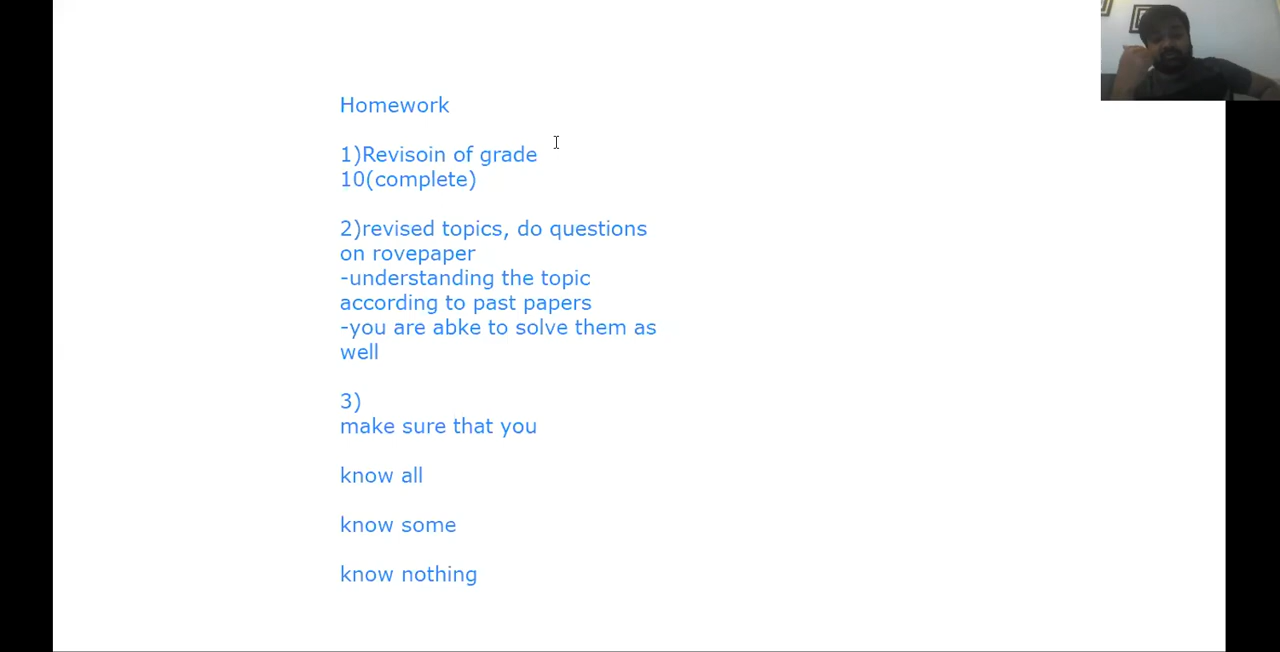 Homework
1)Revisoin of grade
10(complete)
2)revised topics, do questions
on rovepaper
-understanding the topic
according to past papers
-you are abke to solve them as
well
3)
make sure that you
know all
know some
know nothing